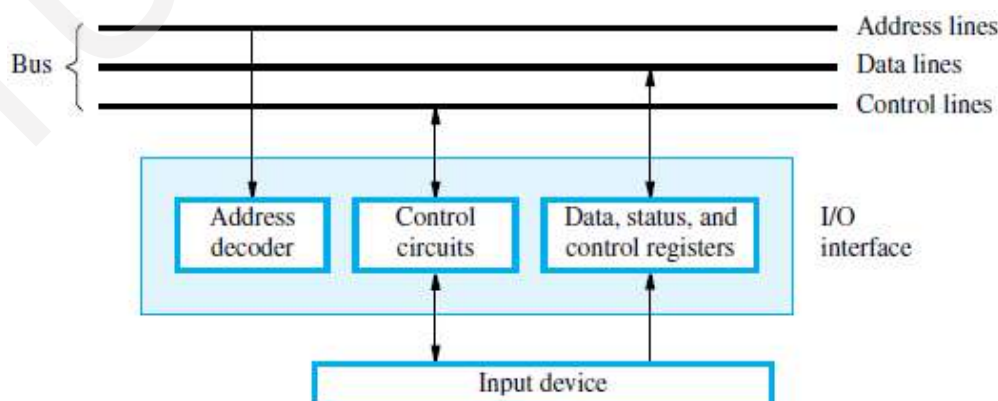 Address lines
Bus
Data lines
Control lines
Address
decoder
Control
circuits
Data, status, and
control registers
I/O
interface
Input device